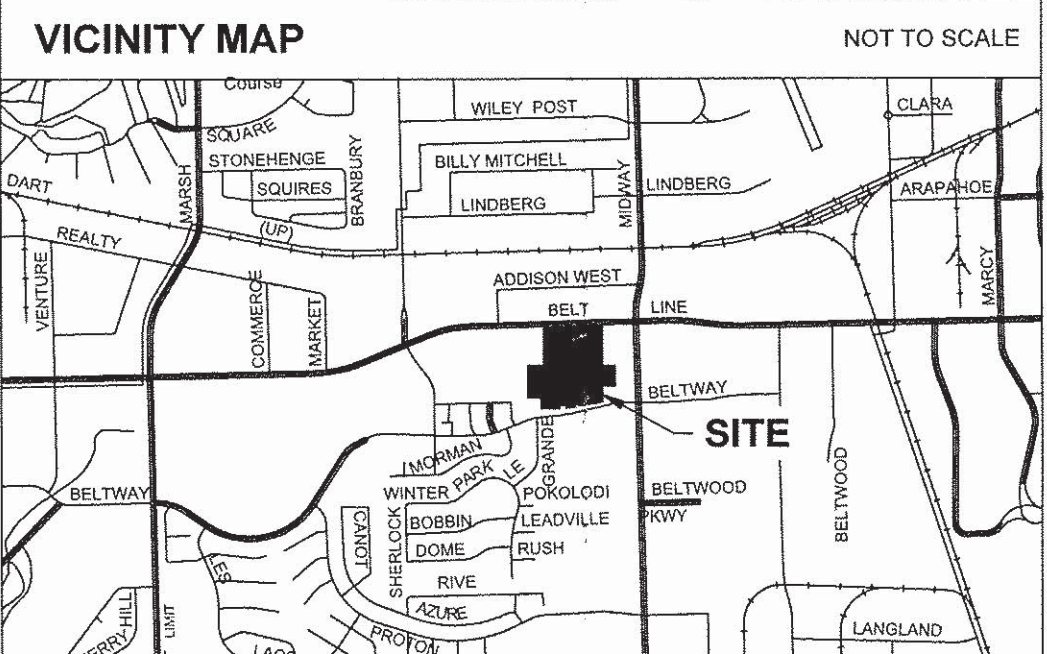 VICINITY MAP
NOT TO SCALE
Course
WILEY POST
CLARA
SQUARE
STONEHENGE
BRANBURY
BILLY MITCHELL
MIDWAY
DART
MARSH
SQUIRES
LINDBERG
ARAPAHOE
LINDBERG
(UP)
REALTY
VENTURE
ADDISON WEST
MARCY
COMMERCE
MARKET
BELT
LINE
BELTWAY
SITE
MORMAN
GRANDE
PARK
LE
WINTER
POKOLODI
BELTWOOD
BELTWOOD
BELTWAY
CANOT
SHERLOCK
BOBBIN
LEADVILLE
PKWY
DOME
RUSH
LES
RIVE
AZURE
ERRY HILL
LIMIT
PROTON
LANGLAND